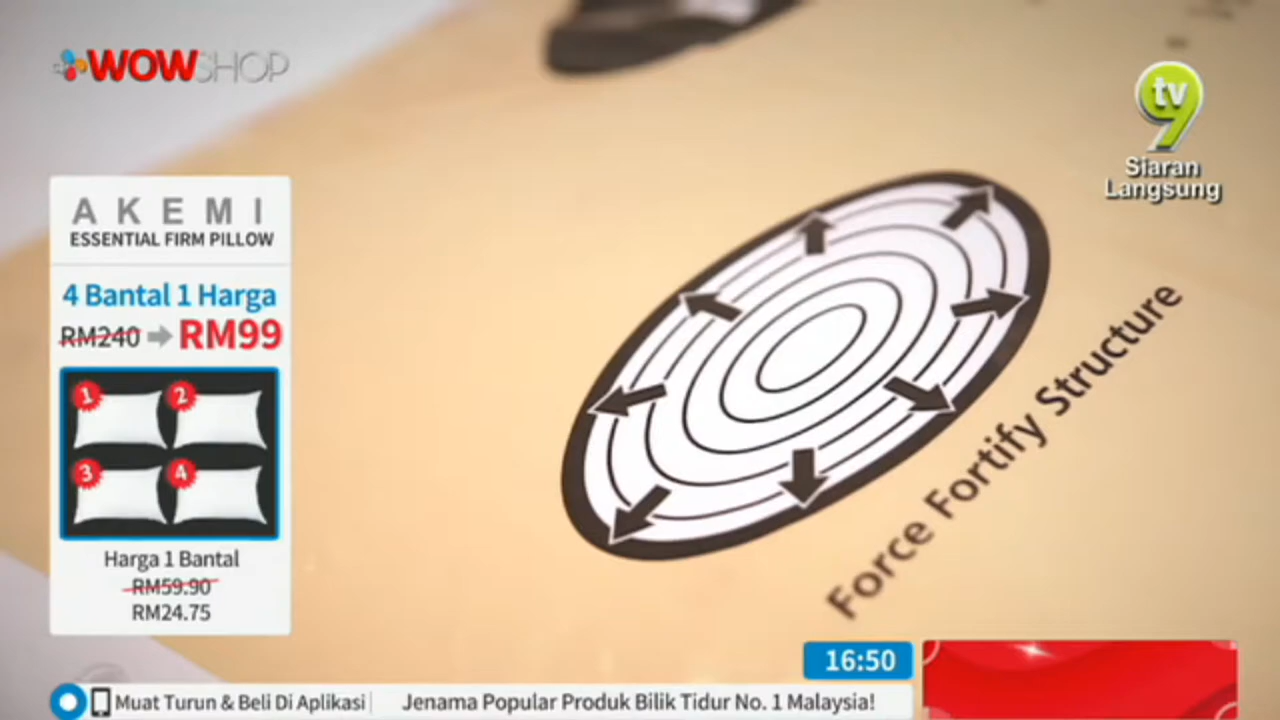 WOWSHOP
tv9
Siaran
Langsung
AKEMI
ESSENTIAL FIRM PILLOW
4 Bantal 1 Harga
RM240 RM99
1 2
3 4
Harga 1 Bantal
RM59.90
RM24.75
Force Fortify Structure
16:50
Muat Turun & Beli Di Aplikasi
Jenama Popular Produk Bilik Tidur No. 1 Malaysia!